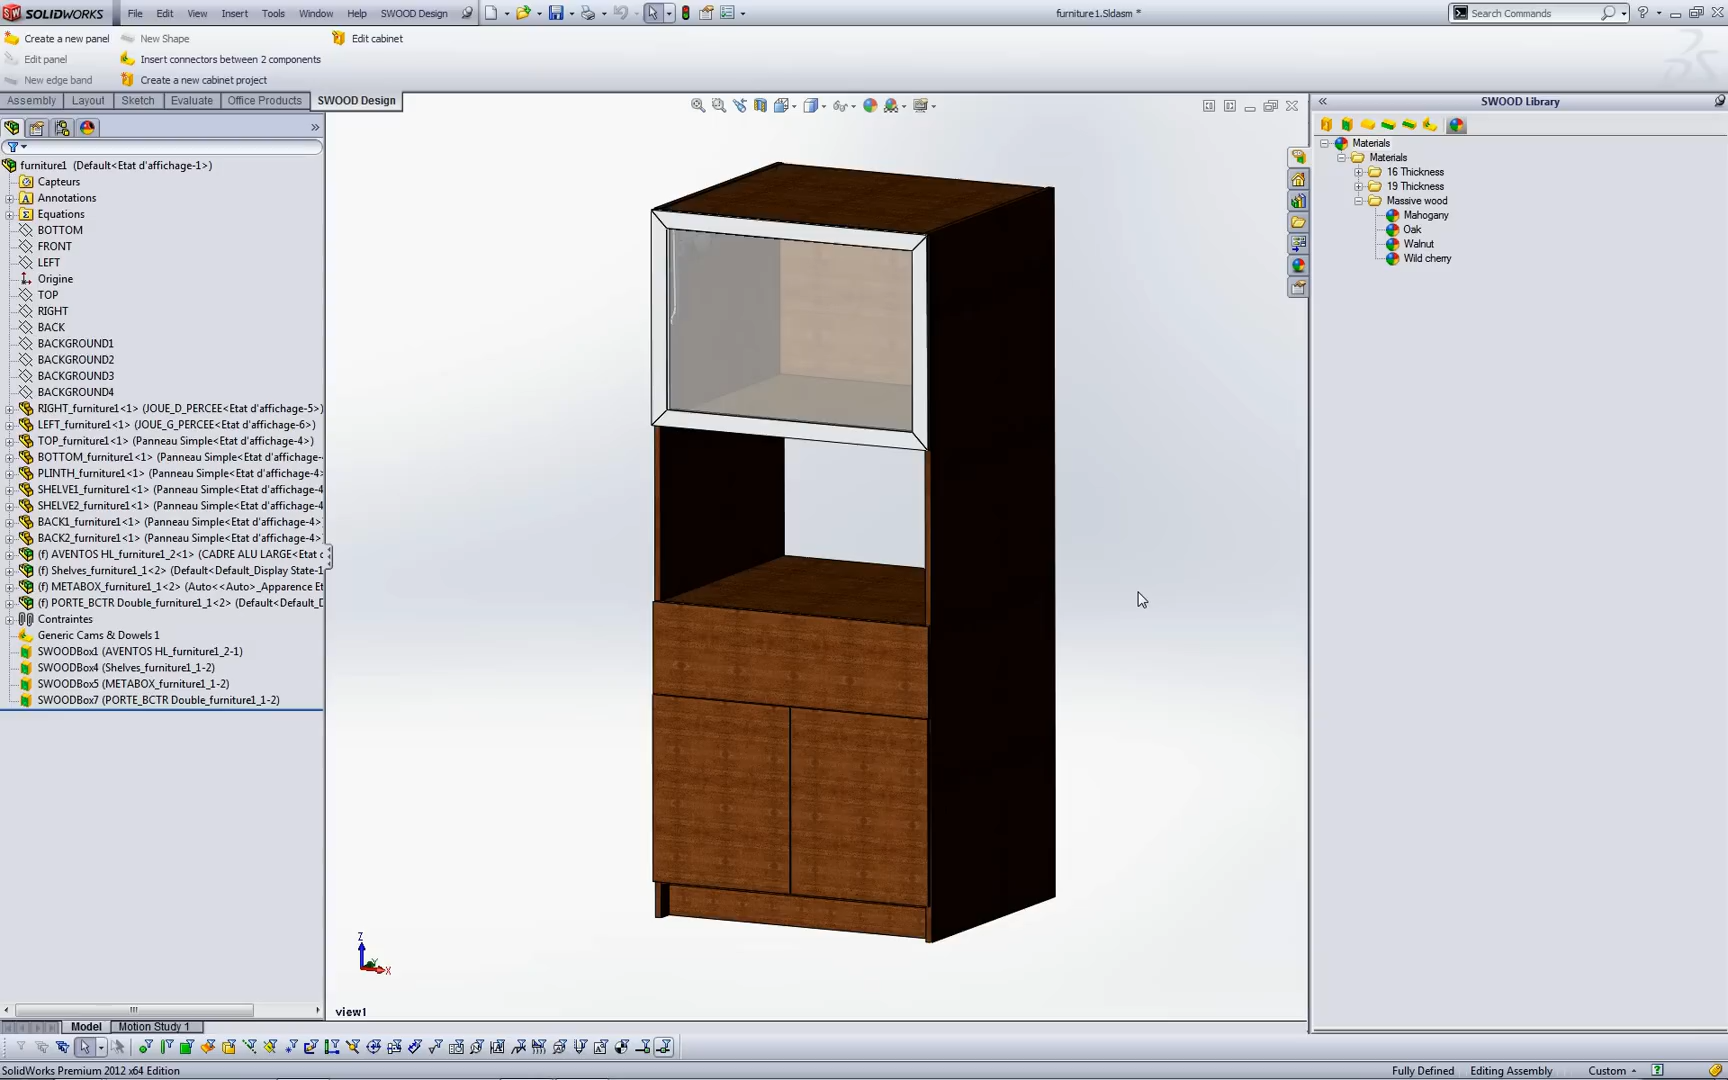 SOLIDWORKS File Edit View Insert Tools Window Help SWOOD Design furniture1.Sldasm * Search Commands
Create a new panel New Shape Edit cabinet
Edit panel Insert connectors between 2 components
New edge band Create a new cabinet project
Assembly Layout Sketch Evaluate Office Products SWOOD Design
SWOOD Library
furniture1 (Default<Etat d'affichage-1>)
Capteurs
Annotations
Equations
BOTTOM
FRONT
LEFT
Origine
TOP
RIGHT
BACK
BACKGROUND1
BACKGROUND2
BACKGROUND3
BACKGROUND4
RIGHT_furniture1<1> (JOUE_D_PERCEE<Etat d'affichage-5>)
LEFT_furniture1<1> (JOUE_G_PERCEE<Etat d'affichage-6>)
TOP_furniture1<1> (Panneau Simple<Etat d'affichage-4>)
BOTTOM_furniture1<1> (Panneau Simple<Etat d'affichage-4
PLINTH_furniture1<1> (Panneau Simple<Etat d'affichage-4>
SHELVE1_furniture1<1> (Panneau Simple<Etat d'affichage-4
SHELVE2_furniture1<1> (Panneau Simple<Etat d'affichage-4
BACK1_furniture1<1> (Panneau Simple<Etat d'affichage-4>)
BACK2_furniture1<1> (Panneau Simple<Etat d'affichage-4>)
(f) AVENTOS HL_furniture1_2<1> (CADRE ALU LARGE<Etat d
(f) Shelves_furniture1_1<2> (Default<Default_Display State-1
(f) METABOX_furniture1_1<2> (Auto<<Auto>_Apparence Et
(f) PORTE_BCTR Double_furniture1_1<2> (Default<Default_D
Contraintes
Generic Cams & Dowels 1
SWOODBox1 (AVENTOS HL_furniture1_2-1)
SWOODBox4 (Shelves_furniture1_1-2)
SWOODBox5 (METABOX_furniture1_1-2)
SWOODBox7 (PORTE_BCTR Double_furniture1_1-2)
Z
X
view1
Materials
Materials
16 Thickness
19 Thickness
Massive wood
Mahogany
Oak
Walnut
Wild cherry
Model Motion Study 1
SolidWorks Premium 2012 x64 Edition Fully Defined Editing Assembly Custom